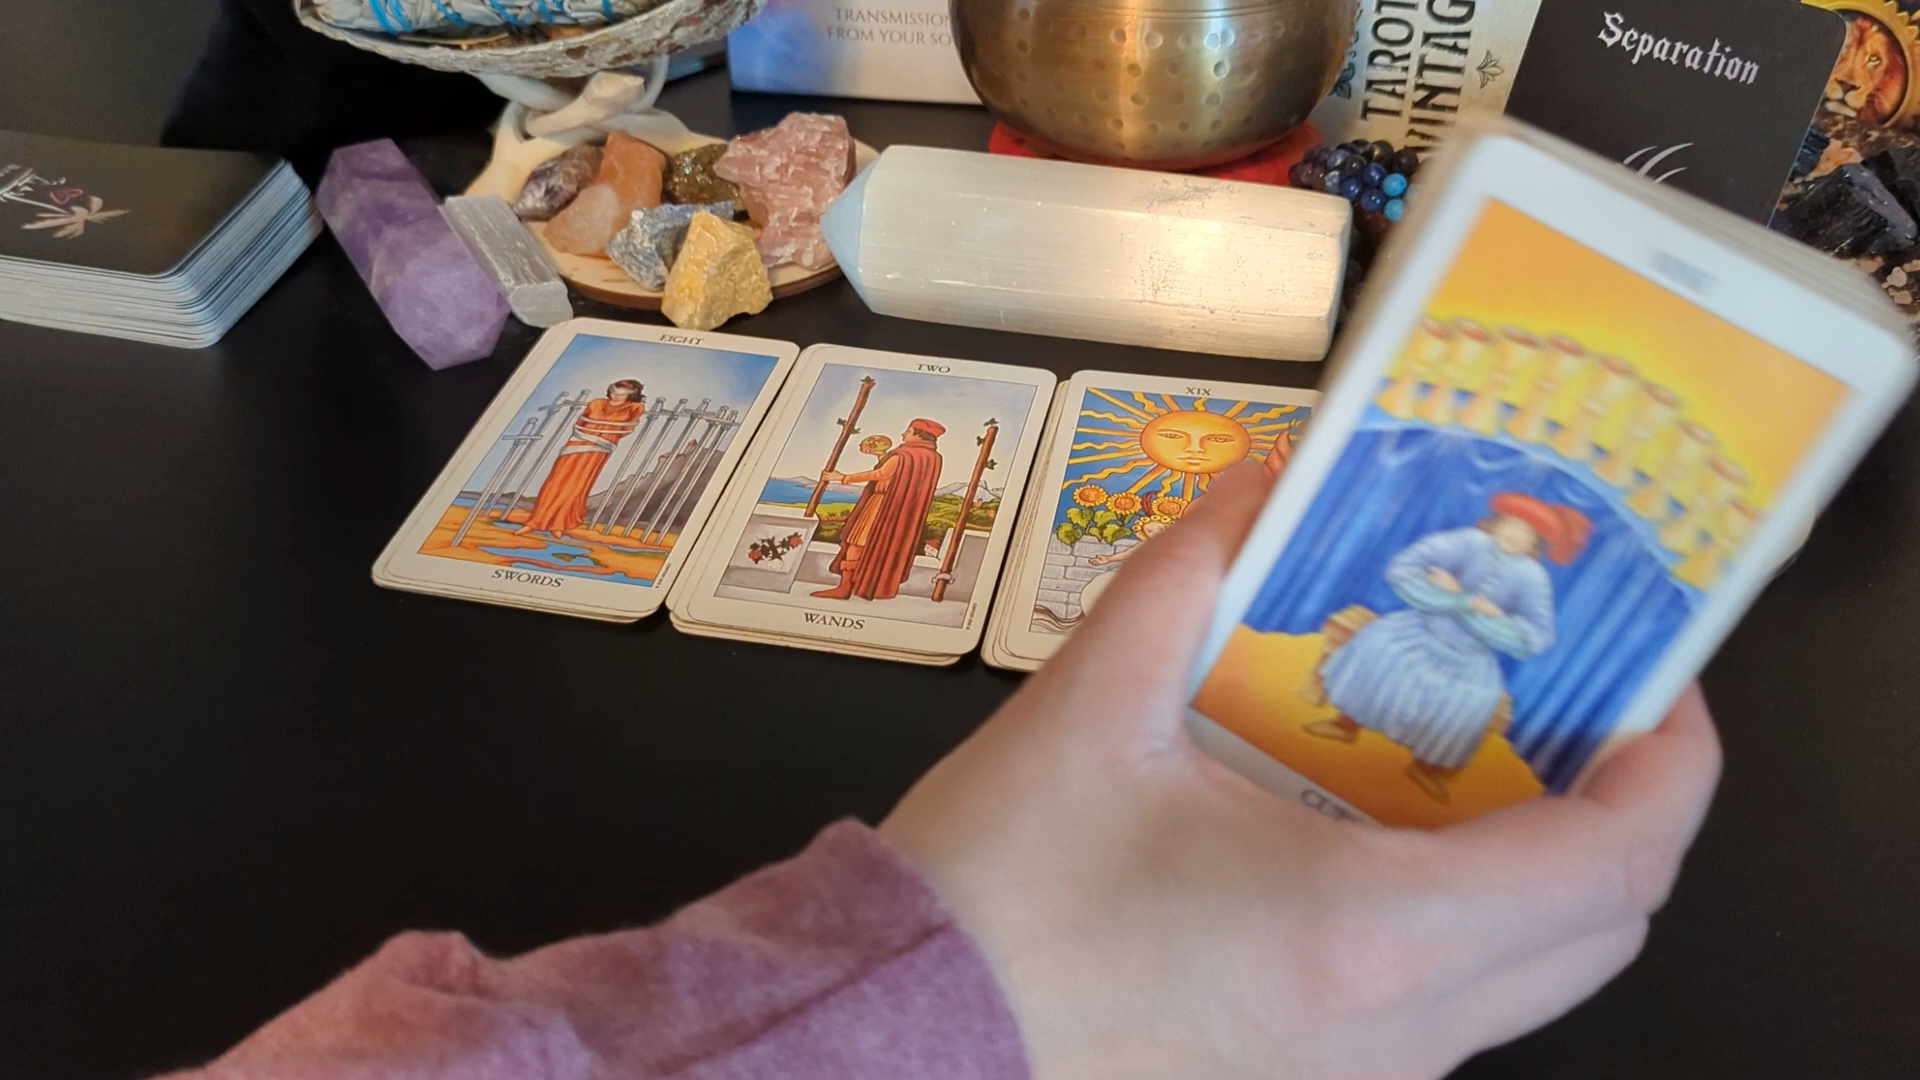 TRANSMISSION
FROM YOUR SO
TAROT
VINTAG
Separation
EIGHT
SWORDS
TWO
WANDS
XIX